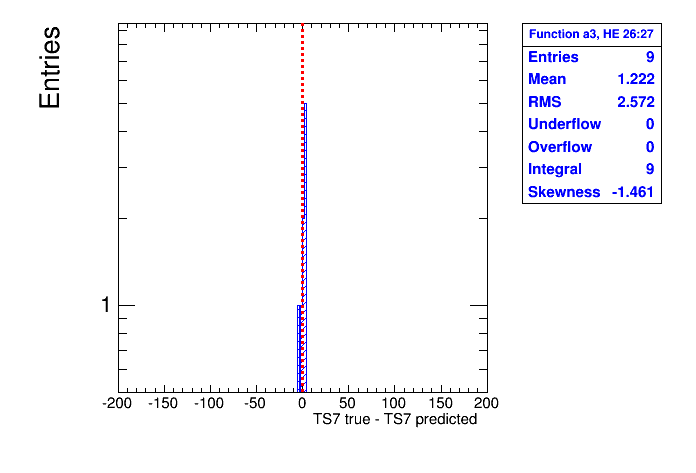 Entries
1
-200 -150 -100 -50 0 50 100 150 200
TS7 true - TS7 predicted
Function a3, HE 26:27
Entries 9
Mean 1.222
RMS 2.572
Underflow 0
Overflow 0
Integral 9
Skewness -1.461